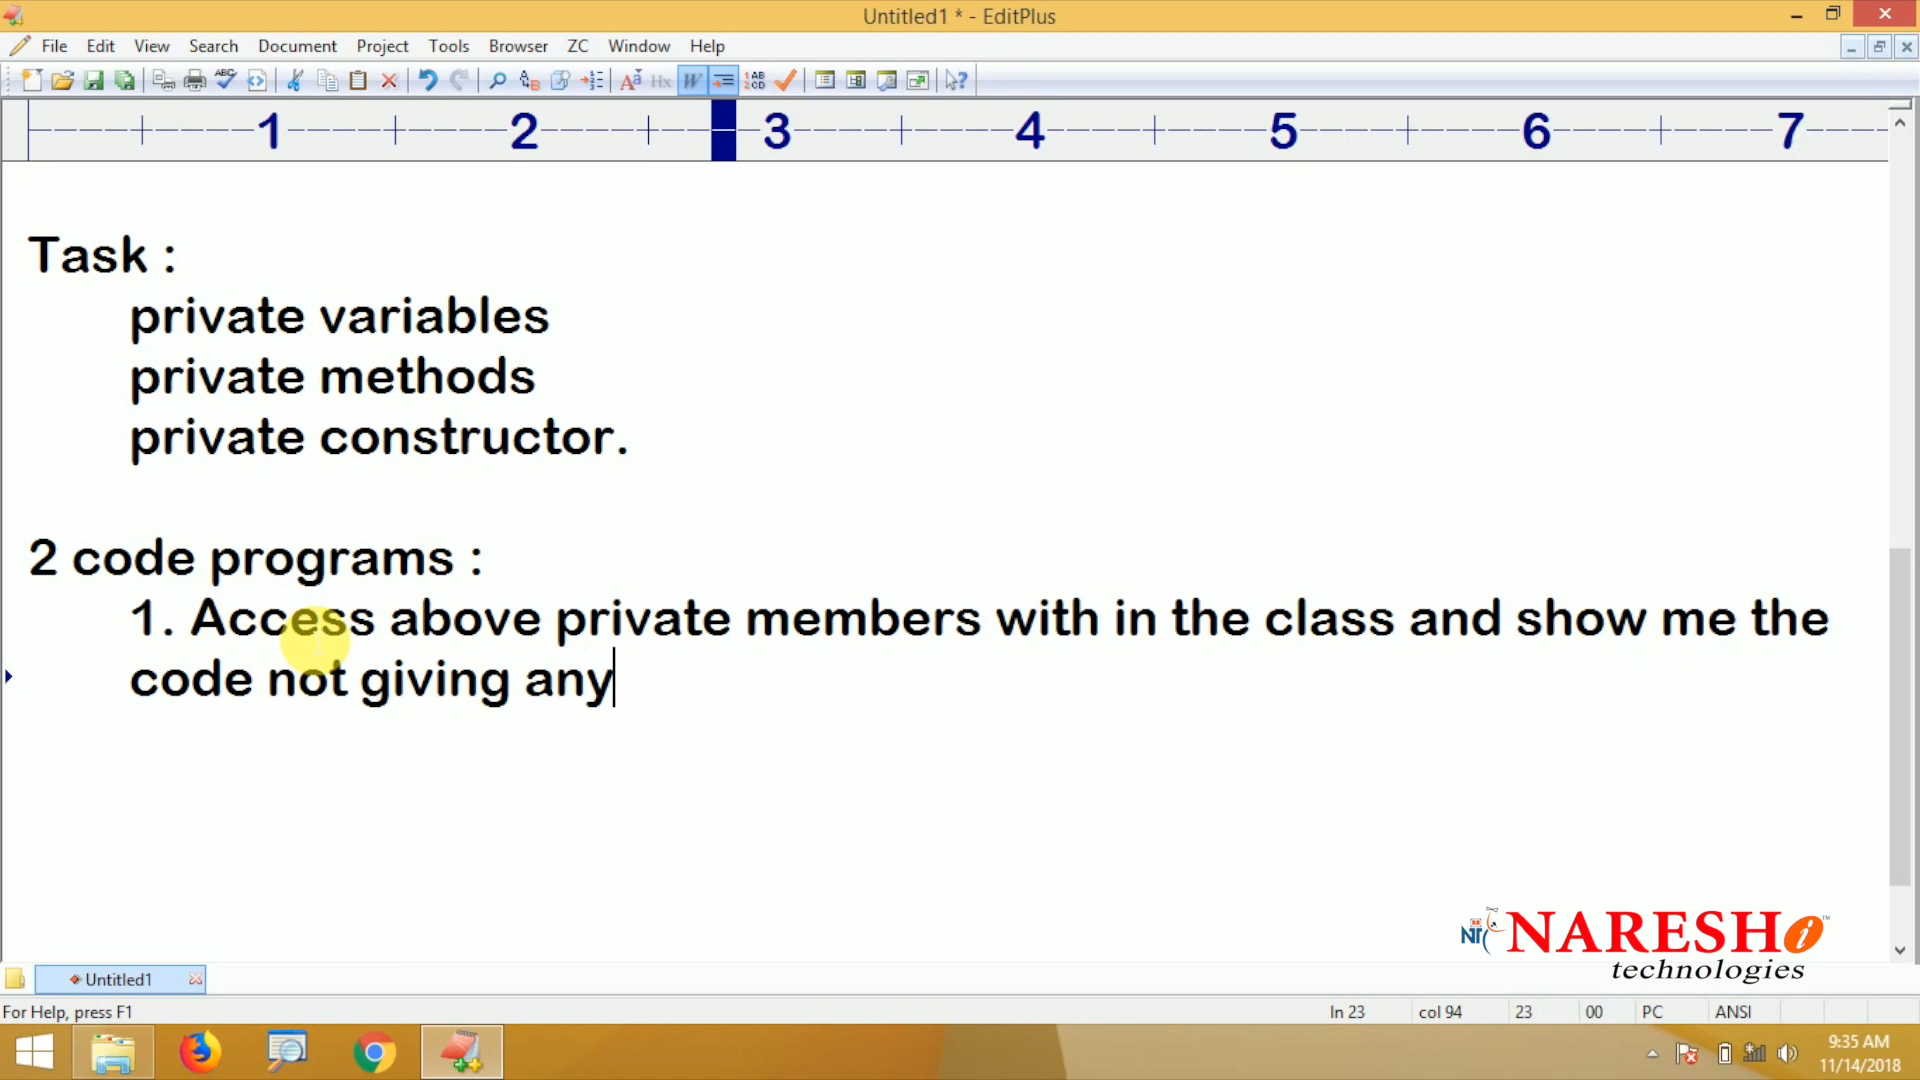 Untitled1 * - EditPlus
File Edit View Search Document Project Tools Browser ZC Window Help
1 2 3 4 5 6 7
Task :
private variables
private methods
private constructor.
2 code programs :
1. Access above private members with in the class and show me the
code not giving any
NT
NARESH i ™
technologies
Untitled1
For Help, press F1
ln 23 col 94 23 00 PC ANSI
9:35 AM
11/14/2018